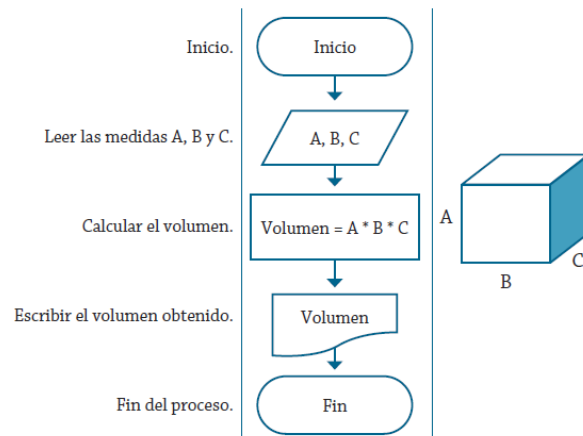 Inicio.
Inicio
Leer las medidas A, B y C.
A, B, C
Calcular el volumen.
Volumen = A * B * C
Escribir el volumen obtenido.
Volumen
Fin del proceso.
Fin
A
B
C